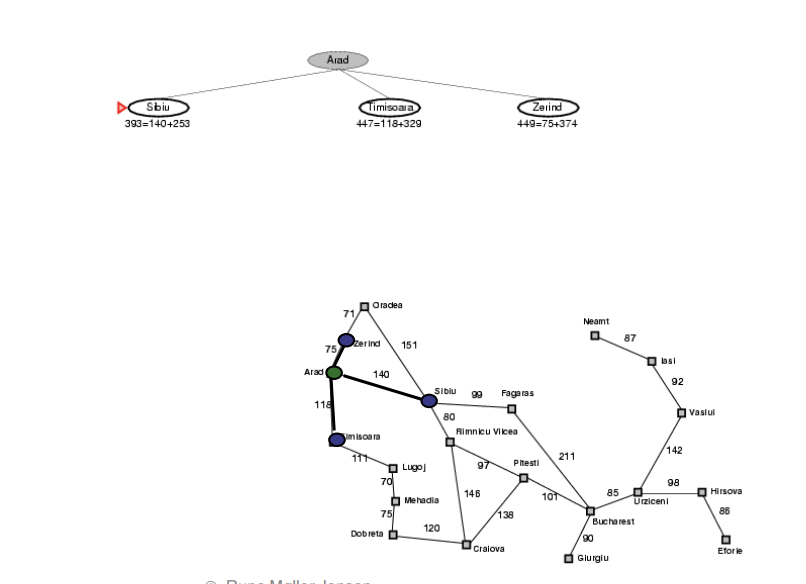 Arad
Sibiu Timisoara Zerind
393=140+253 447=118+329 449=75+374
Oradea
71
Neamt
87
Zerind
75
151
Iasi
Arad
140
92
Sibiu
99
Fagaras
118
80
Vaslui
Timisoara
Rimnicu Vilcea
111
211
142
Lugoj
97
Pitesti
70
98
146
101
85
Hirsova
Mehadia
Urziceni
75
138
86
120
Bucharest
Dobreta
90
Craiova
Eforie
Giurgiu